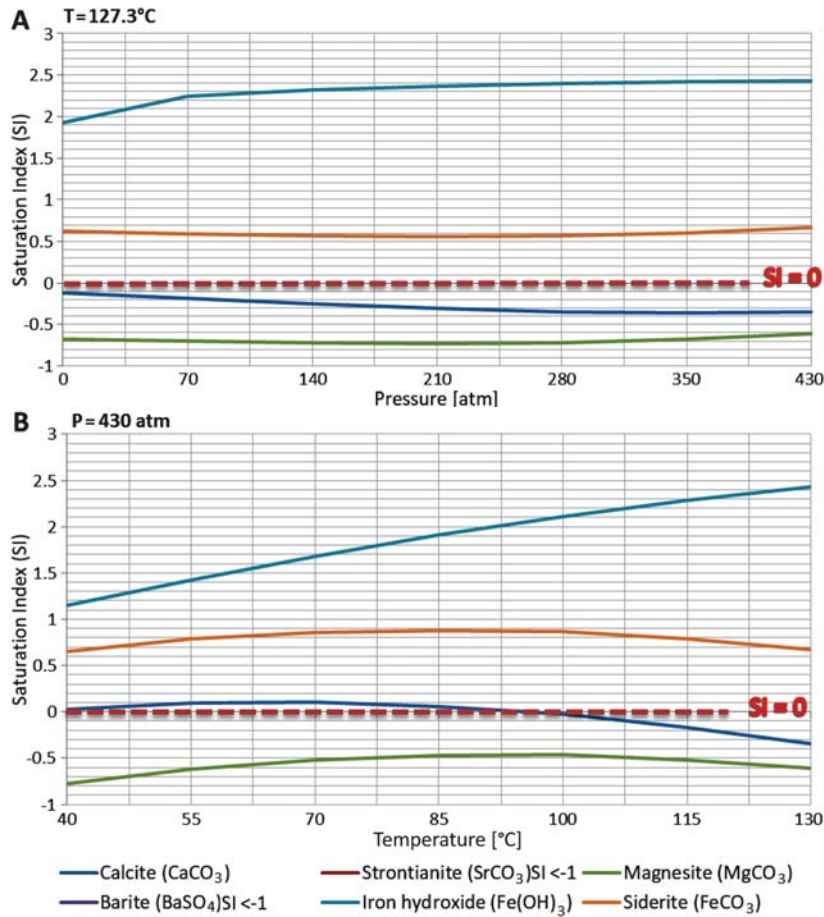 A T=127.3°C
3
2.5
2
1.5
1
0.5
0
-0.5
-1
Saturation Index (SI)
SI = 0
0 70 140 210 280 350 430
Pressure [atm]
B P = 430 atm
3
2.5
2
1.5
1
0.5
0
-0.5
-1
Saturation Index (SI)
SI = 0
40 55 70 85 100 115 130
Temperature [°C]
Calcite (CaCO₃) Strontianite (SrCO₃)SI <-1 Magnesite (MgCO₃)
Barite (BaSO₄)SI <-1 Iron hydroxide (Fe(OH)₃) Siderite (FeCO₃)